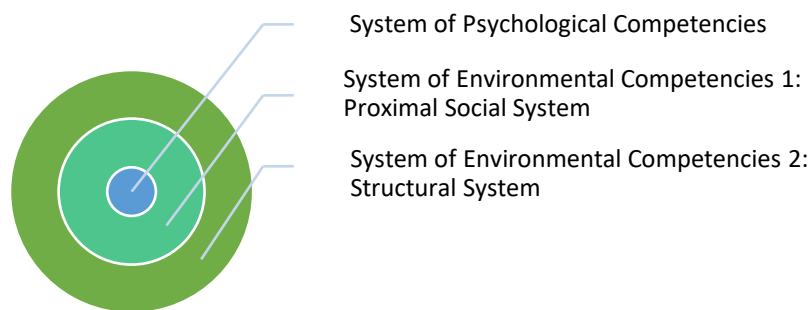 System of Psychological Competencies
System of Environmental Competencies 1:
Proximal Social System
System of Environmental Competencies 2:
Structural System